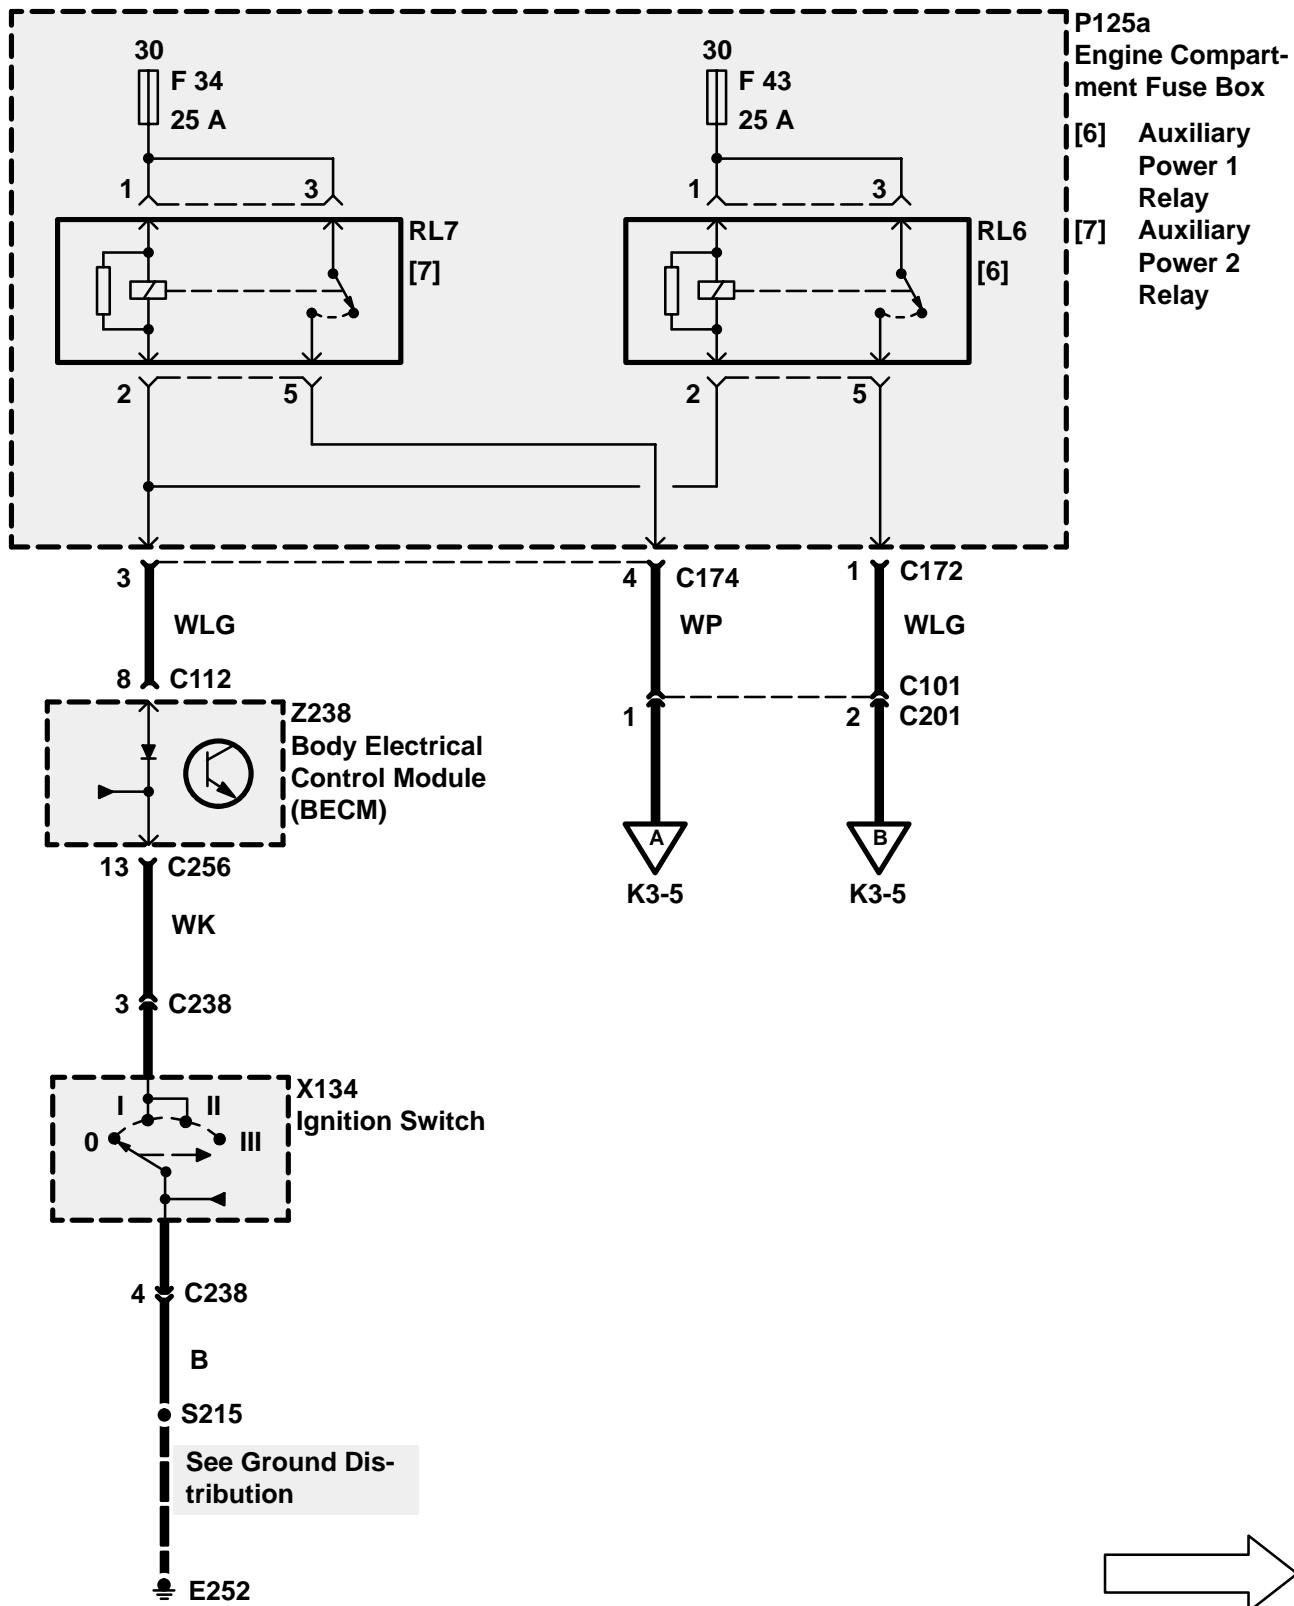 P125a
Engine Compart-
ment Fuse Box
[6] Auxiliary
Power 1
Relay
[7] Auxiliary
Power 2
Relay
30
F 34
25 A
30
F 43
25 A
1
3
1
3
RL7
[7]
RL6
[6]
2
5
2
5
3
4
C174
1
C172
WLG
WP
WLG
8
C112
C101
1
2
C201
Z238
Body Electrical
Control Module
(BECM)
A
B
K3-5
K3-5
13
C256
WK
3
C238
X134
Ignition Switch
I
II
0
III
4
C238
B
S215
See Ground Dis-
tribution
E252